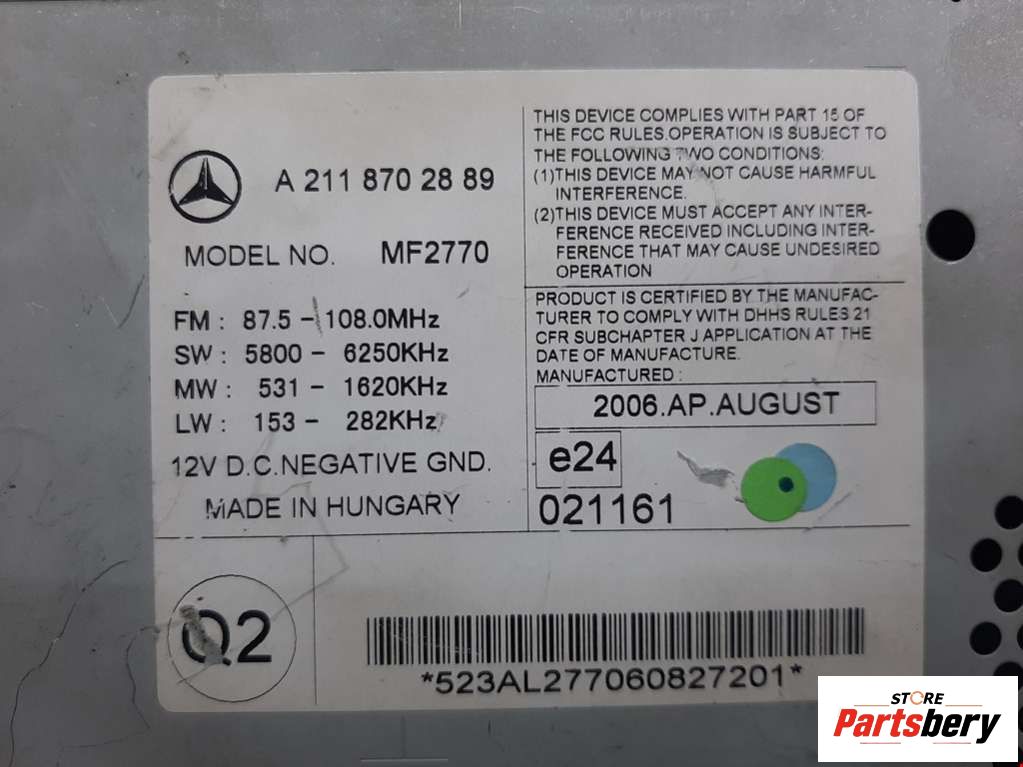 A 211 870 28 89
MODEL NO. MF2770
FM : 87.5 - 108.0MHz
SW : 5800 - 6250KHz
MW : 531 - 1620KHz
LW : 153 - 282KHz
12V D.C.NEGATIVE GND.
MADE IN HUNGARY
THIS DEVICE COMPLIES WITH PART 15 OF
THE FCC RULES.OPERATION IS SUBJECT TO
THE FOLLOWING TWO CONDITIONS:
(1)THIS DEVICE MAY NOT CAUSE HARMFUL
INTERFERENCE.
(2)THIS DEVICE MUST ACCEPT ANY INTER-
FERENCE RECEIVED INCLUDING INTER-
FERENCE THAT MAY CAUSE UNDESIRED
OPERATION
PRODUCT IS CERTIFIED BY THE MANUFAC-
TURER TO COMPLY WITH DHHS RULES 21
CFR SUBCHAPTER J APPLICATION AT THE
DATE OF MANUFACTURE.
MANUFACTURED :
2006.AP.AUGUST
e24
021161
Q2
*523AL277060827201*
STORE
Partsbery